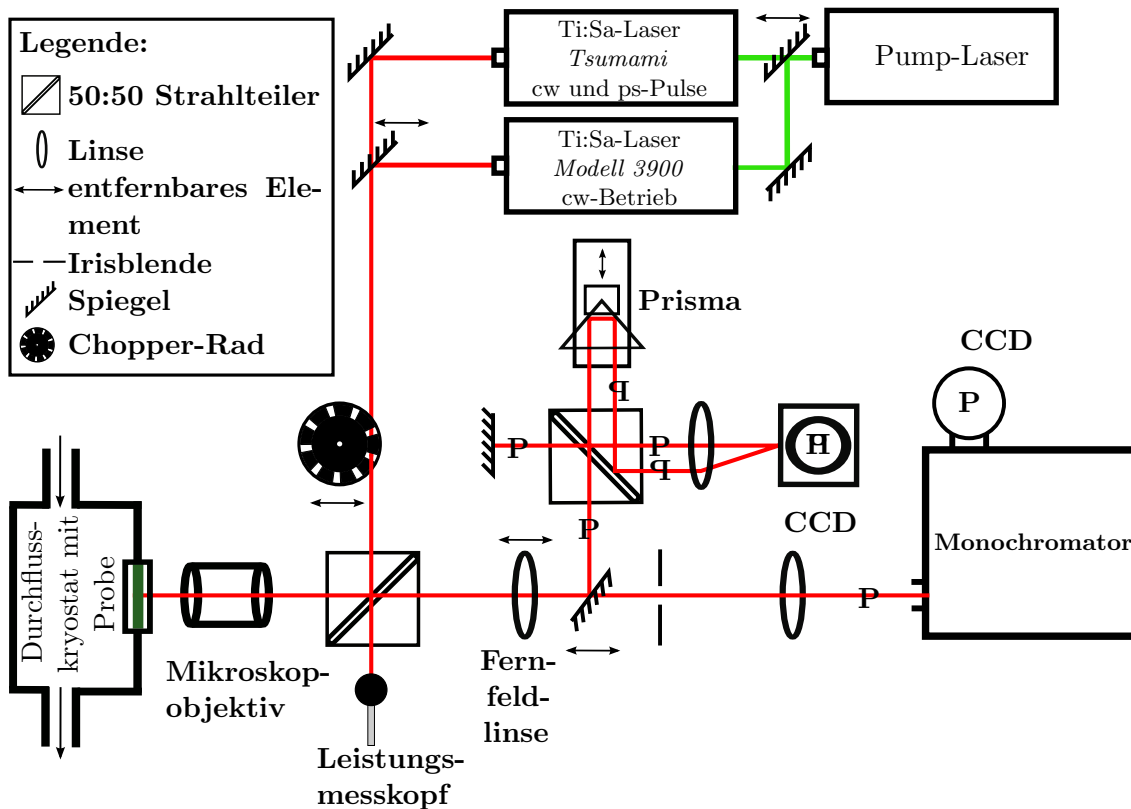 Legende:
50:50 Strahlteiler
Linse
entfernbares Ele-
ment
Irisblende
Spiegel
Chopper-Rad
Ti:Sa-Laser
Tsumami
cw und ps-Pulse
Pump-Laser
Ti:Sa-Laser
Modell 3900
cw-Betrieb
Prisma
CCD
P
P
P
P
P
H
P
CCD
Monochromator
P
Durchfluss-
kryostat mit
Probe
Mikroskop-
objektiv
Fern-
feld-
linse
Leistungs-
messkopf